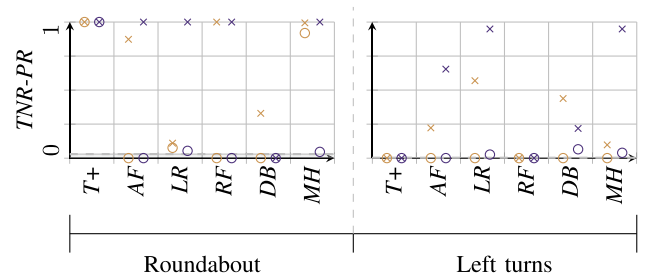 TNR-PR
1
0
T+ AF LR RF DB MH T+ AF LR RF DB MH
Roundabout Left turns